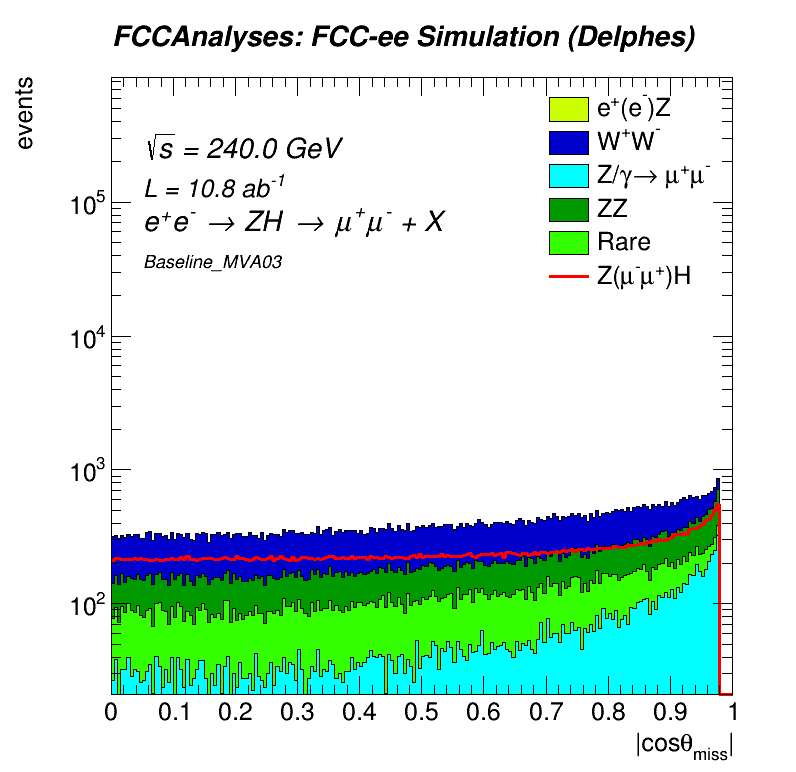 FCCAnalyses: FCC-ee Simulation (Delphes)
events
√s = 240.0 GeV
L = 10.8 ab⁻¹
e⁺e⁻ → ZH → μ⁺μ⁻ + X
Baseline_MVA03
e⁺(e⁻)Z
W⁺W⁻
Z/γ→ μ⁺μ⁻
ZZ
Rare
Z(μ⁻μ⁺)H
10⁵
10⁴
10³
10²
0 0.1 0.2 0.3 0.4 0.5 0.6 0.7 0.8 0.9 1
|cosθmiss|